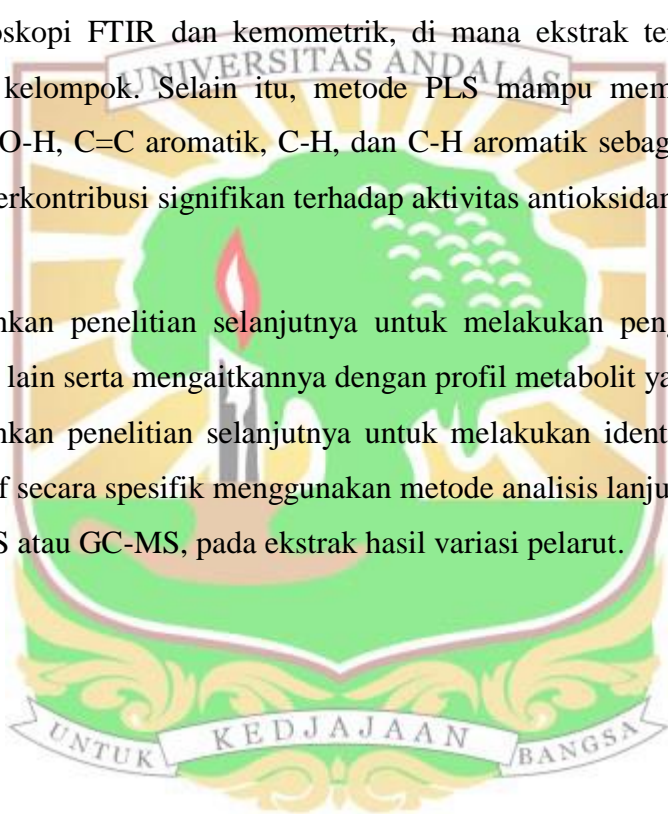 oskopi FTIR dan kemometrik, di mana ekstrak ter
UNIVERSITAS ANDALAS
kelompok. Selain itu, metode PLS mampu mem
O-H, C=C aromatik, C-H, dan C-H aromatik sebag
erkontribusi signifikan terhadap aktivitas antioksidan
nkan penelitian selanjutnya untuk melakukan peng
lain serta mengaitkannya dengan profil metabolit ya
nkan penelitian selanjutnya untuk melakukan ident
f secara spesifik menggunakan metode analisis lanju
S atau GC-MS, pada ekstrak hasil variasi pelarut.
UNTUK KEDJAJAAN BANGSA